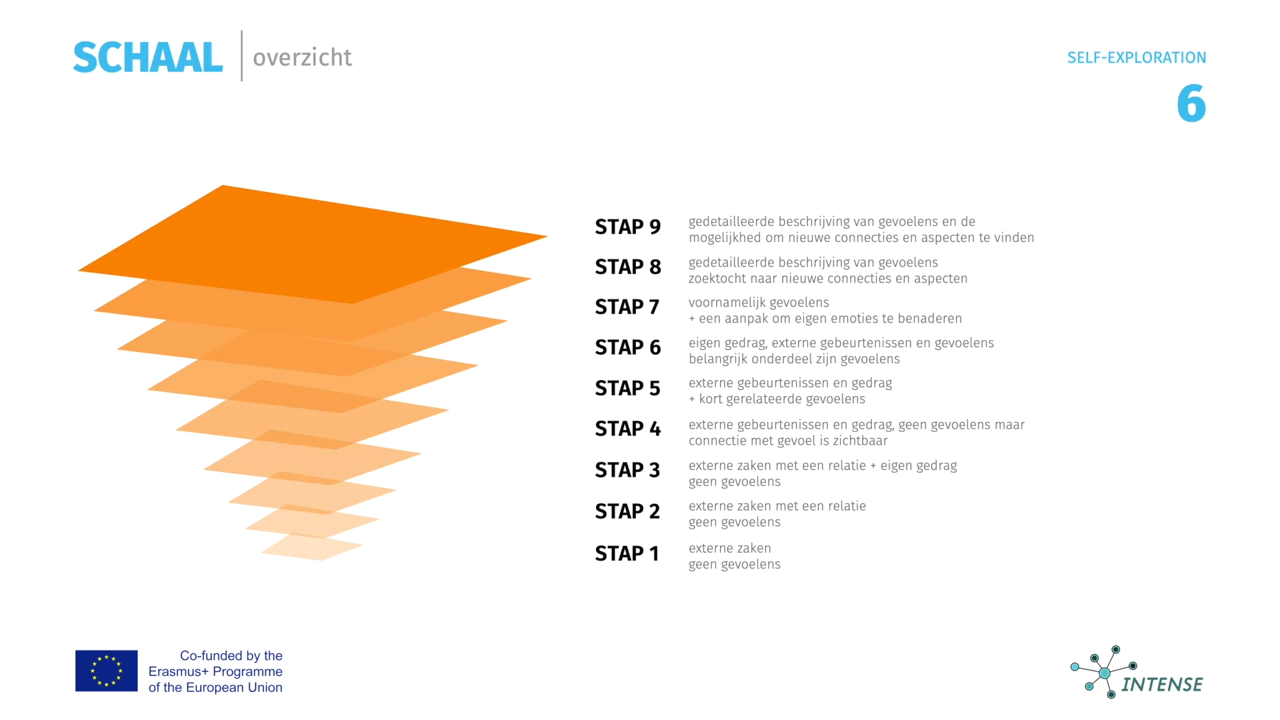 SCHAAL
overzicht
SELF-EXPLORATION
6
STAP 9
gedetailleerde beschrijving van gevoelens en de
mogelijkhed om nieuwe connecties en aspecten te vinden
STAP 8
gedetailleerde beschrijving van gevoelens
zoektocht naar nieuwe connecties en aspecten
STAP 7
voornamelijk gevoelens
+ een aanpak om eigen emoties te benaderen
STAP 6
eigen gedrag, externe gebeurtenissen en gevoelens
belangrijk onderdeel zijn gevoelens
STAP 5
externe gebeurtenissen en gedrag
+ kort gerelateerde gevoelens
STAP 4
externe gebeurtenissen en gedrag, geen gevoelens maar
connectie met gevoel is zichtbaar
STAP 3
externe zaken met een relatie + eigen gedrag
geen gevoelens
STAP 2
externe zaken met een relatie
geen gevoelens
STAP 1
externe zaken
geen gevoelens
Co-funded by the
Erasmus+ Programme
of the European Union
INTENSE